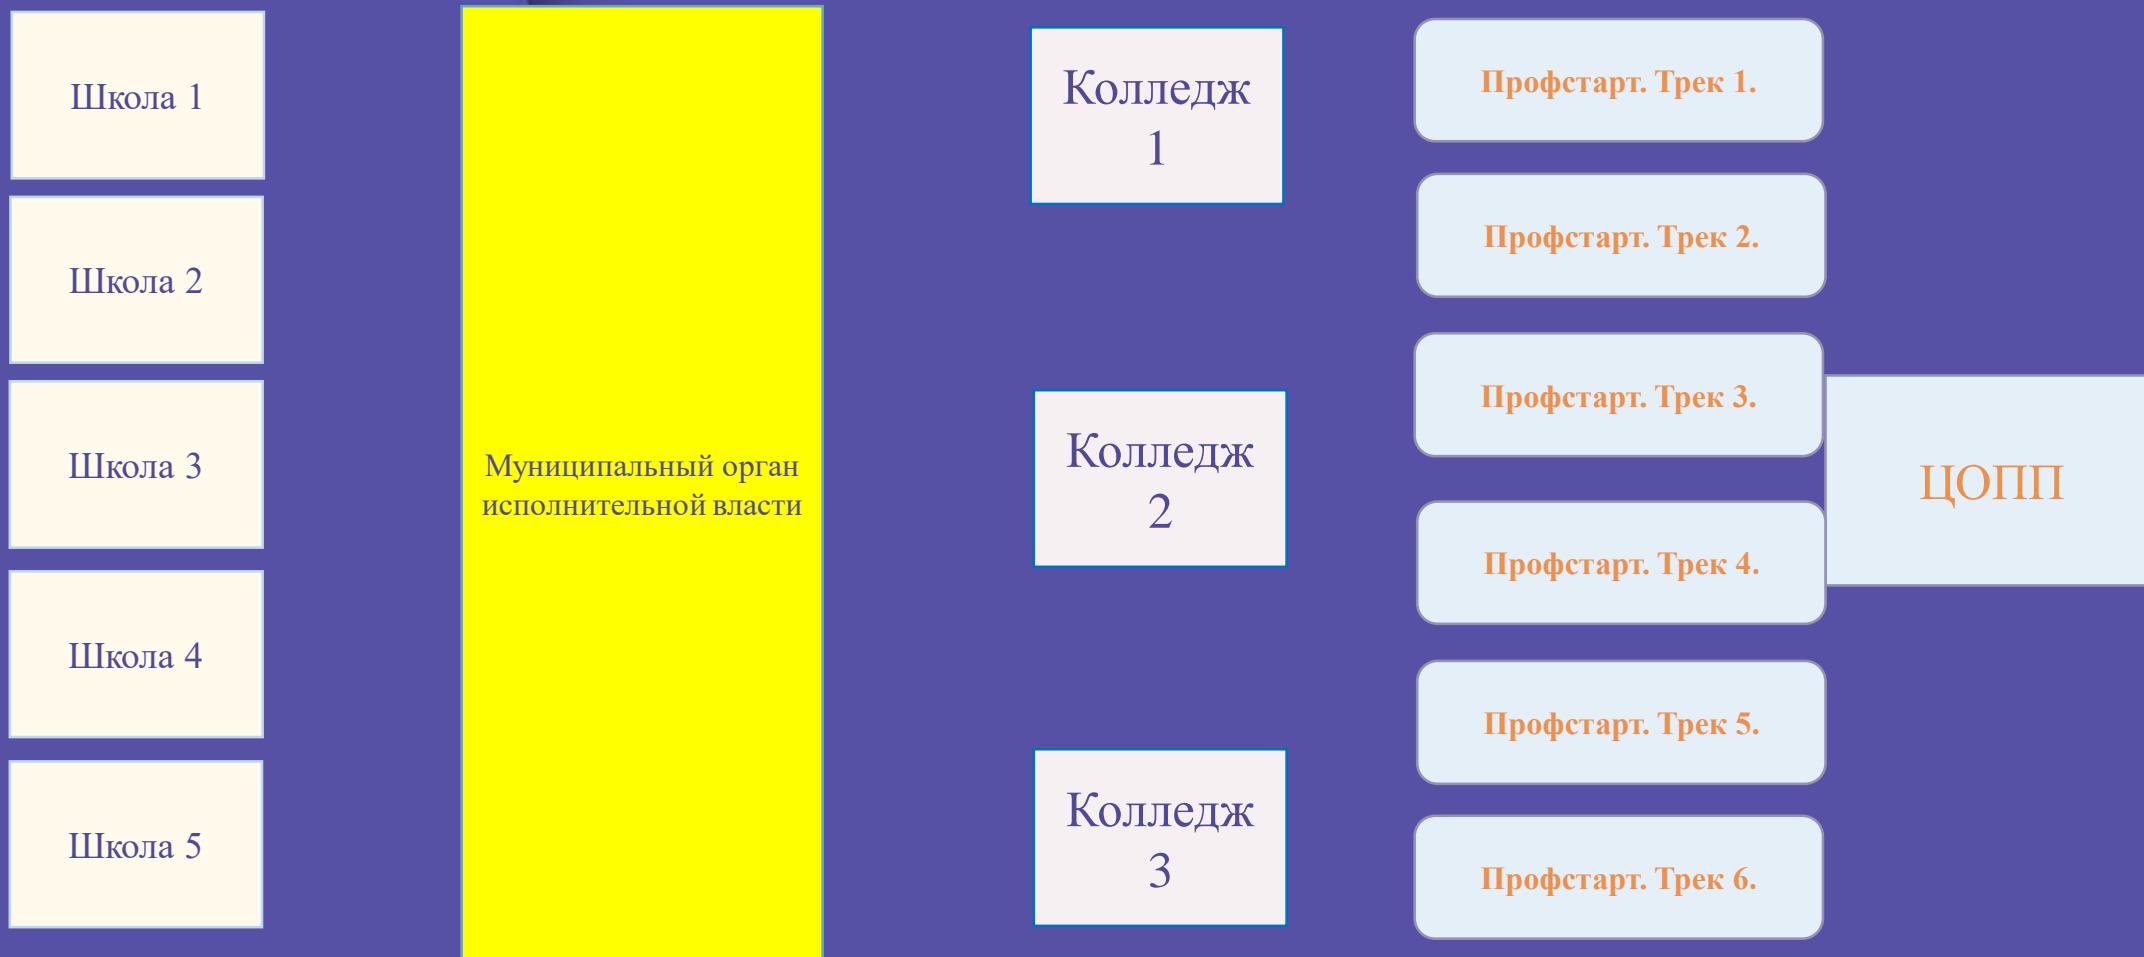 Школа 1
Школа 2
Школа 3
Школа 4
Школа 5
Муниципальный орган
исполнительной власти
Колледж
1
Колледж
2
Колледж
3
Профстарт. Трек 1.
Профстарт. Трек 2.
Профстарт. Трек 3.
Профстарт. Трек 4.
Профстарт. Трек 5.
Профстарт. Трек 6.
ЦОПП